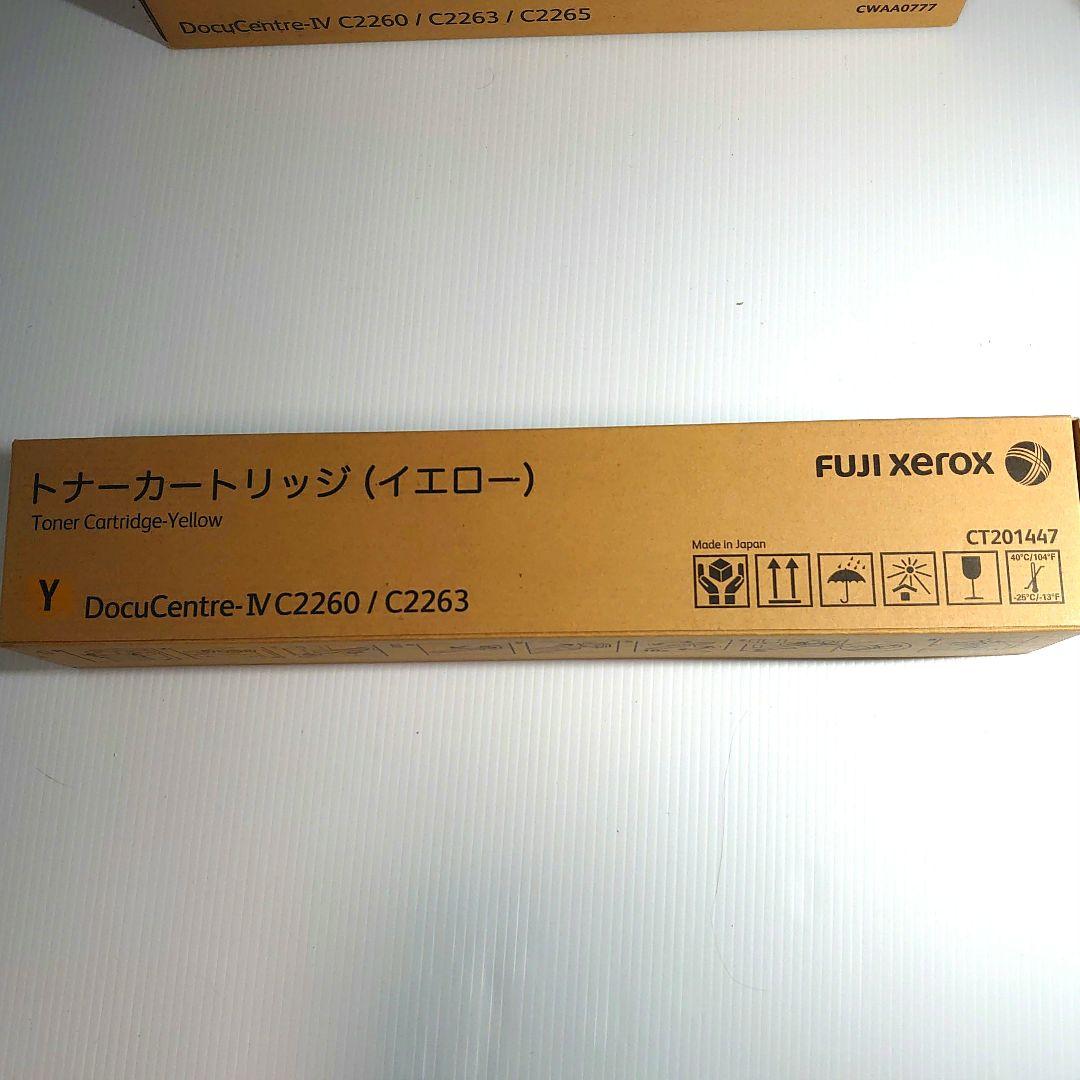 DocuCentre-IV C2260 / C2263 / C2265
CWAA0777
トナーカートリッジ (イエロー)
Toner Cartridge-Yellow
FUJI xerox
CT201447
Made in Japan
40°C/104°F
-25°C/-13°F
Y
DocuCentre-IV C2260 / C2263